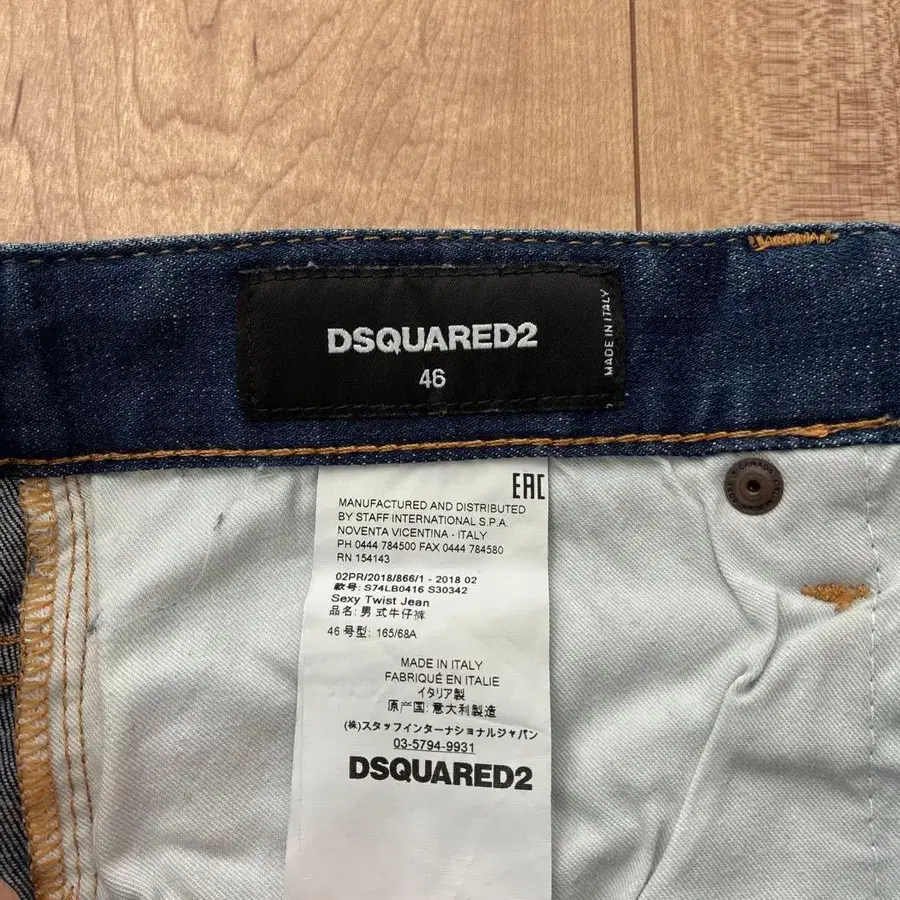 DSQUARED2
46
MADE IN ITALY
EAC
MANUFACTURED AND DISTRIBUTED
BY STAFF INTERNATIONAL S.P.A.
NOVENTA VICENTINA - ITALY
PH 0444 784500 FAX 0444 784580
RN 154143
02PR/2018/866/1 - 2018 02
款号: S74LB0416 S30342
Sexy Twist Jean
品名: 男式牛仔裤
46 号型: 165/68A
MADE IN ITALY
FABRIQUÉ EN ITALIE
イタリア製
原产国: 意大利製造
(株)スタッフインターナショナルジャパン
03-5794-9931
DSQUARED2
CANADA